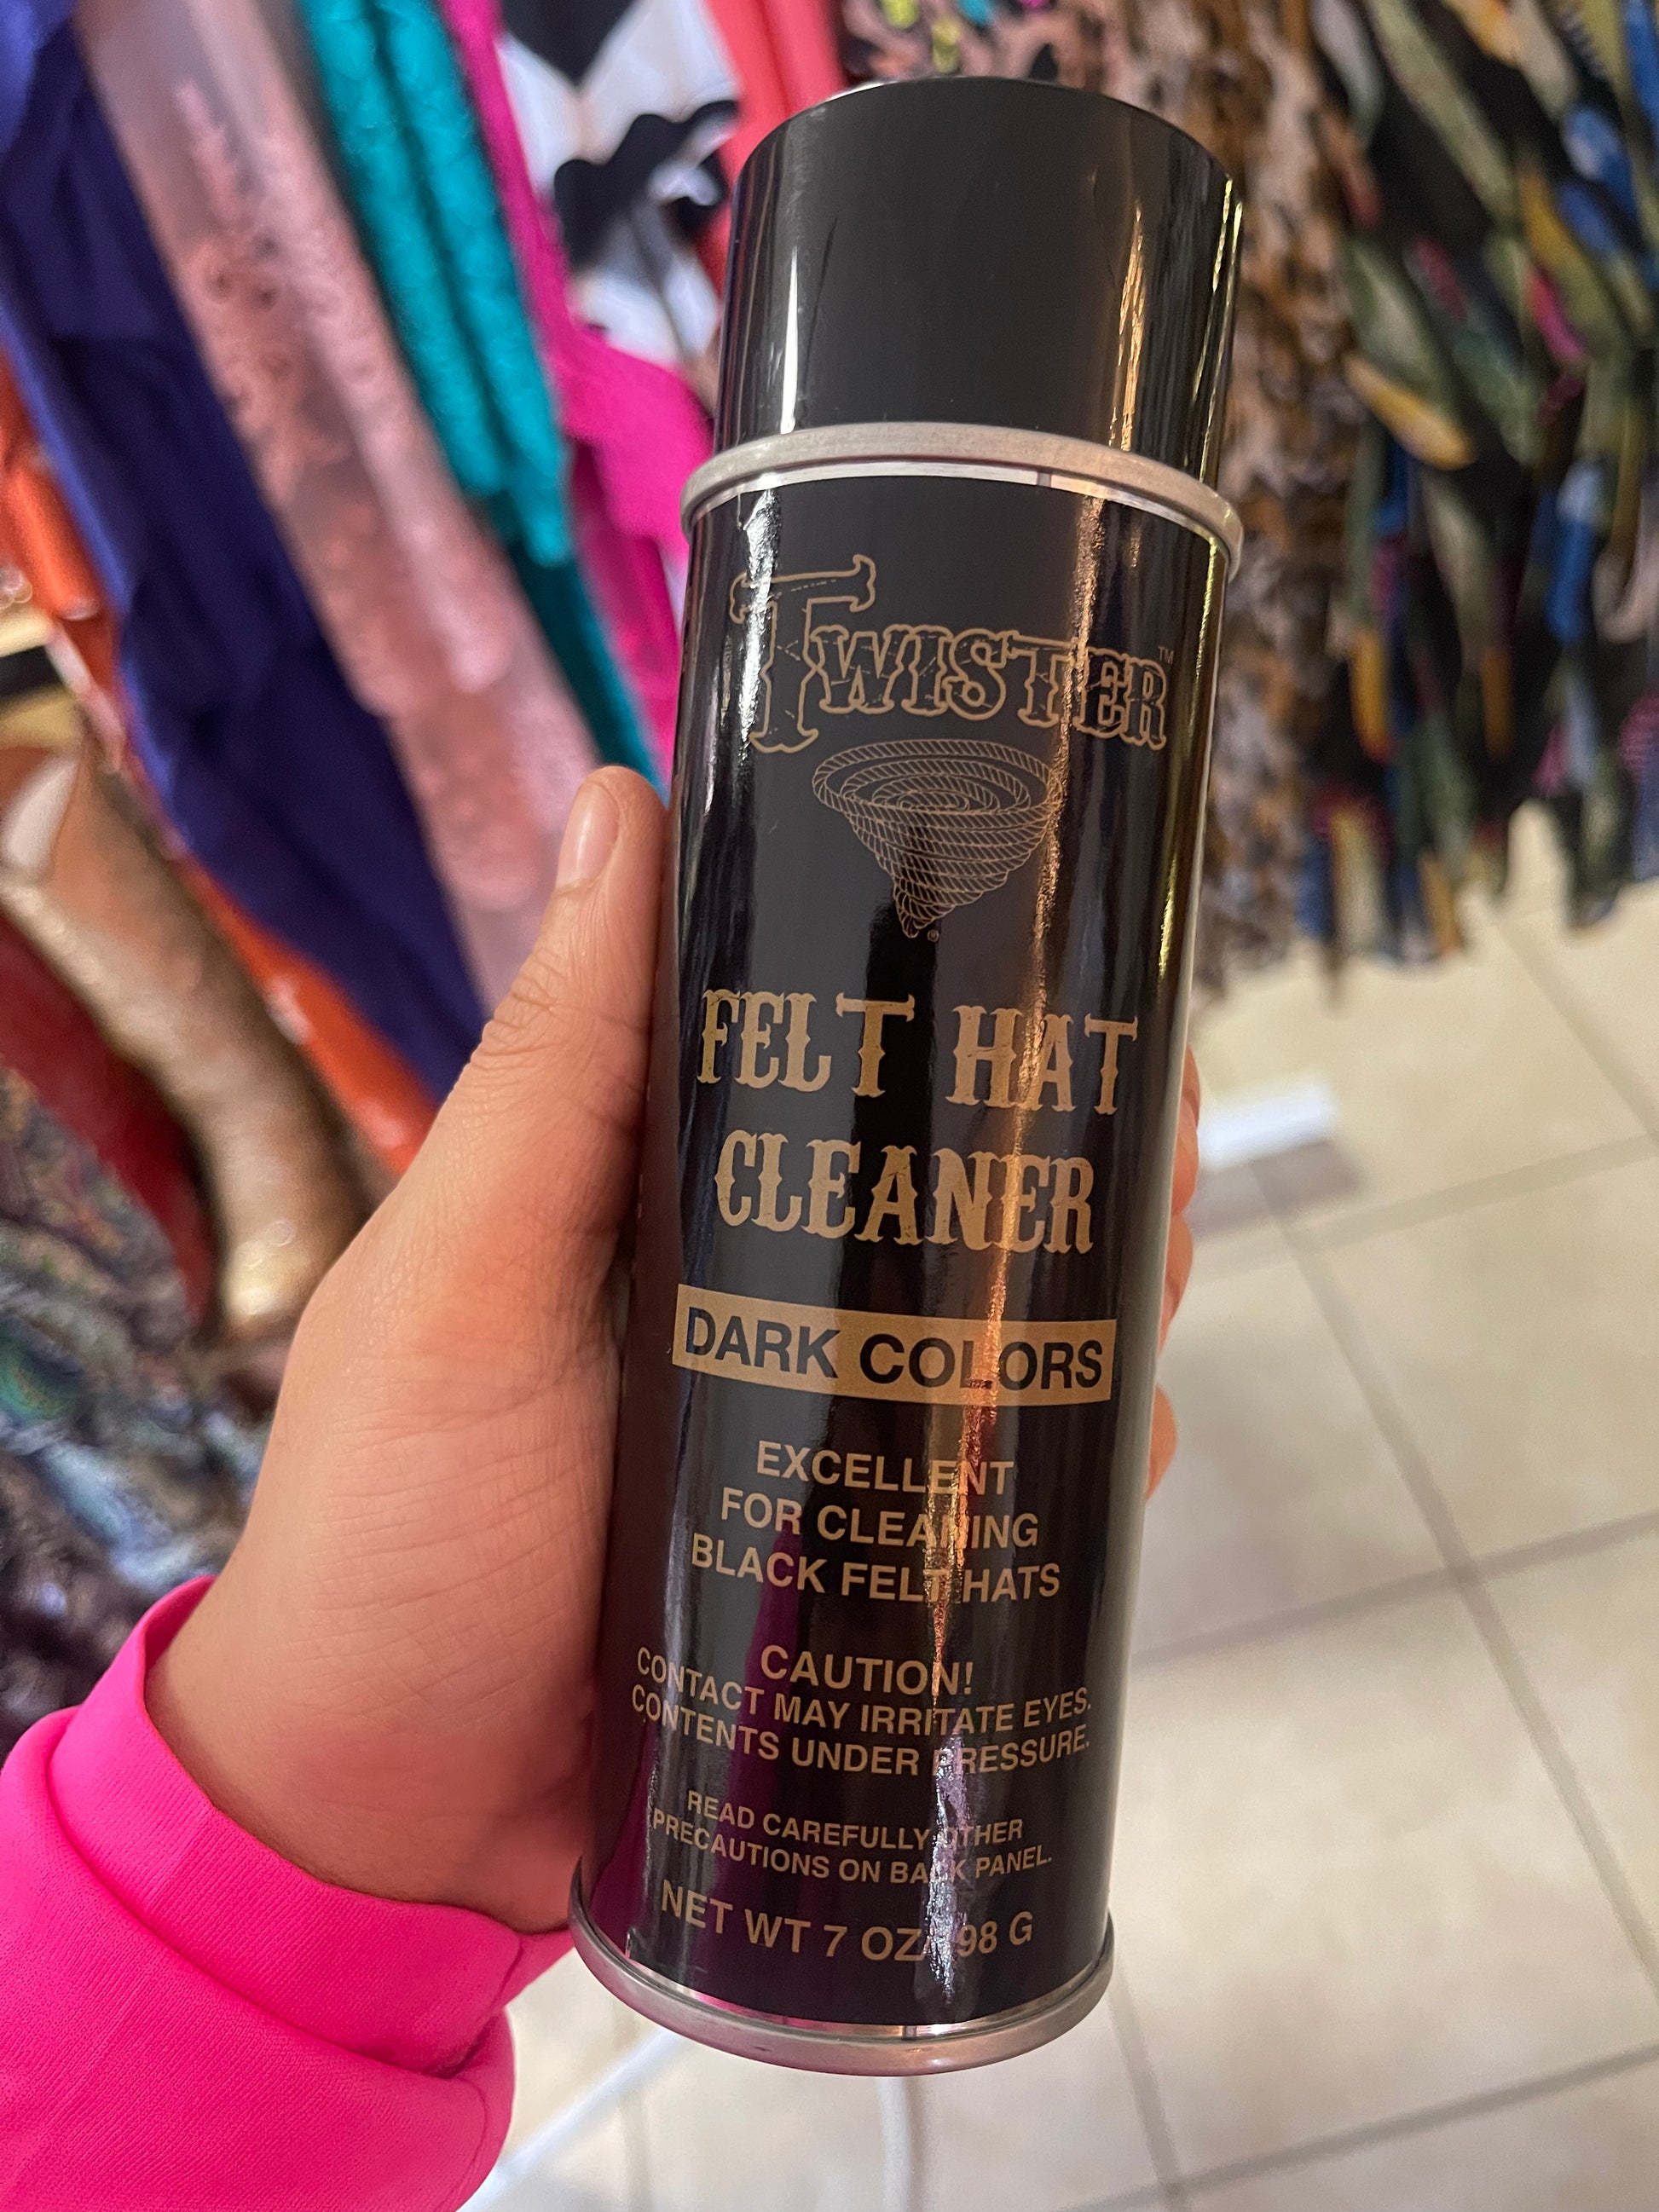 TWISTER™
®
FELT HAT
CLEANER
DARK COLORS
EXCELLENT
FOR CLEANING
BLACK FELT HATS
CAUTION!
CONTACT MAY IRRITATE EYES.
CONTENTS UNDER PRESSURE.
READ CAREFULLY OTHER
PRECAUTIONS ON BACK PANEL.
NET WT 7 OZ 98 G